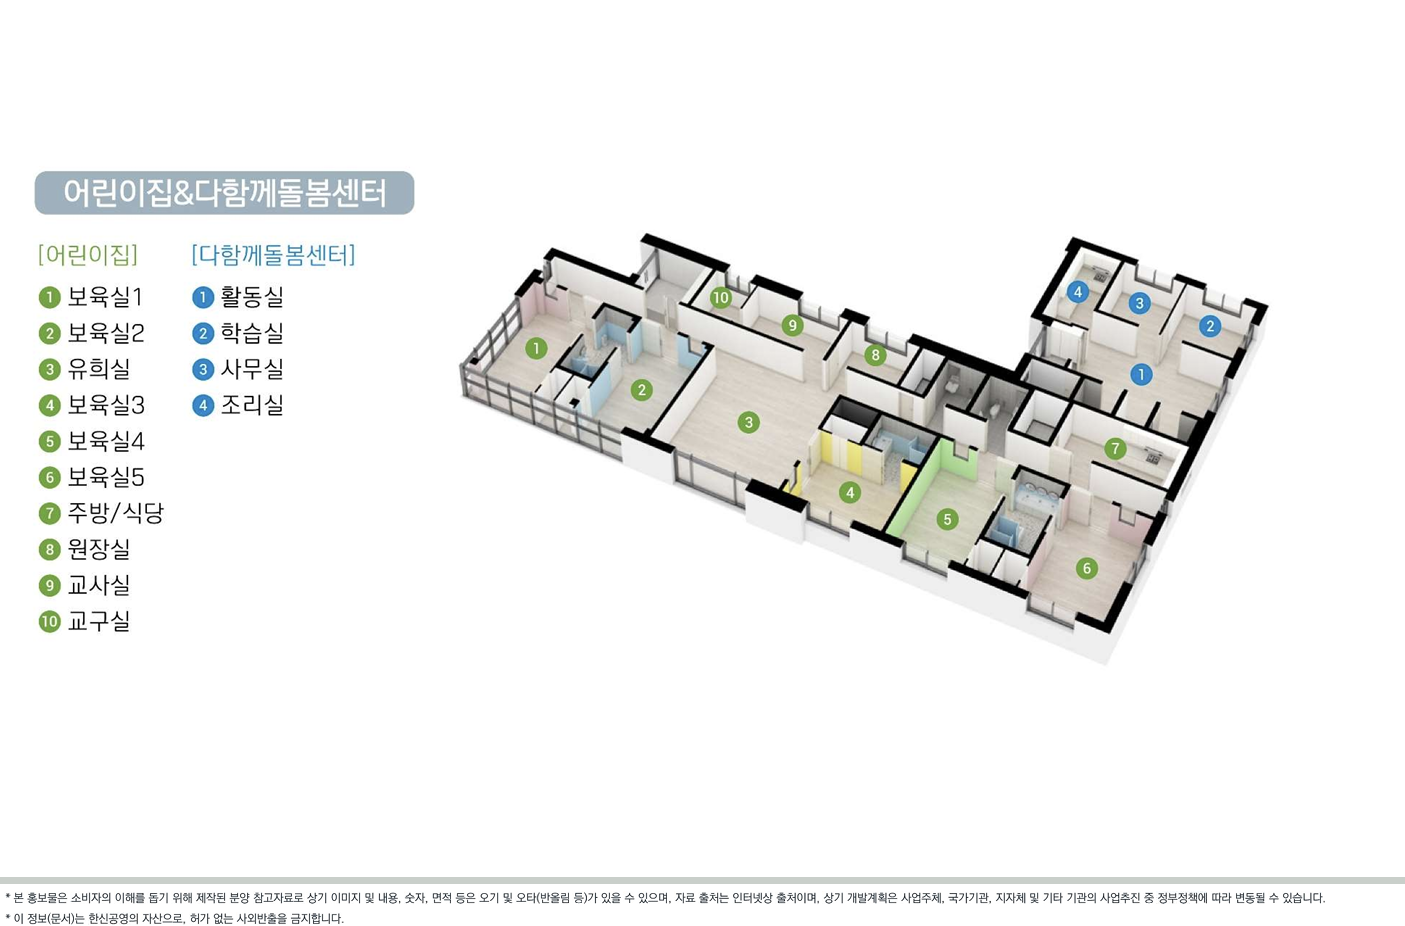 어린이집&다함께돌봄센터
[어린이집]
1 보육실1
2 보육실2
3 유희실
4 보육실3
5 보육실4
6 보육실5
7 주방/식당
8 원장실
9 교사실
10 교구실
[다함께돌봄센터]
1 활동실
2 학습실
3 사무실
4 조리실
10
9
8
1
2
3
4
5
6
7
4
3
2
1
* 본 홍보물은 소비자의 이해를 돕기 위해 제작된 분양 참고자료로 상기 이미지 및 내용, 숫자, 면적 등은 오기 및 오타(반올림 등)가 있을 수 있으며, 자료 출처는 인터넷상 출처이며, 상기 개발계획은 사업주체, 국가기관, 지자체 및 기타 기관의 사업추진 중 정부정책에 따라 변동될 수 있습니다.
* 이 정보(문서)는 한신공영의 자산으로, 허가 없는 사외반출을 금지합니다.